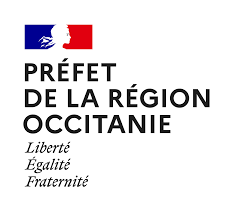 PRÉFET
DE LA RÉGION
OCCITANIE
Liberté
Égalité
Fraternité